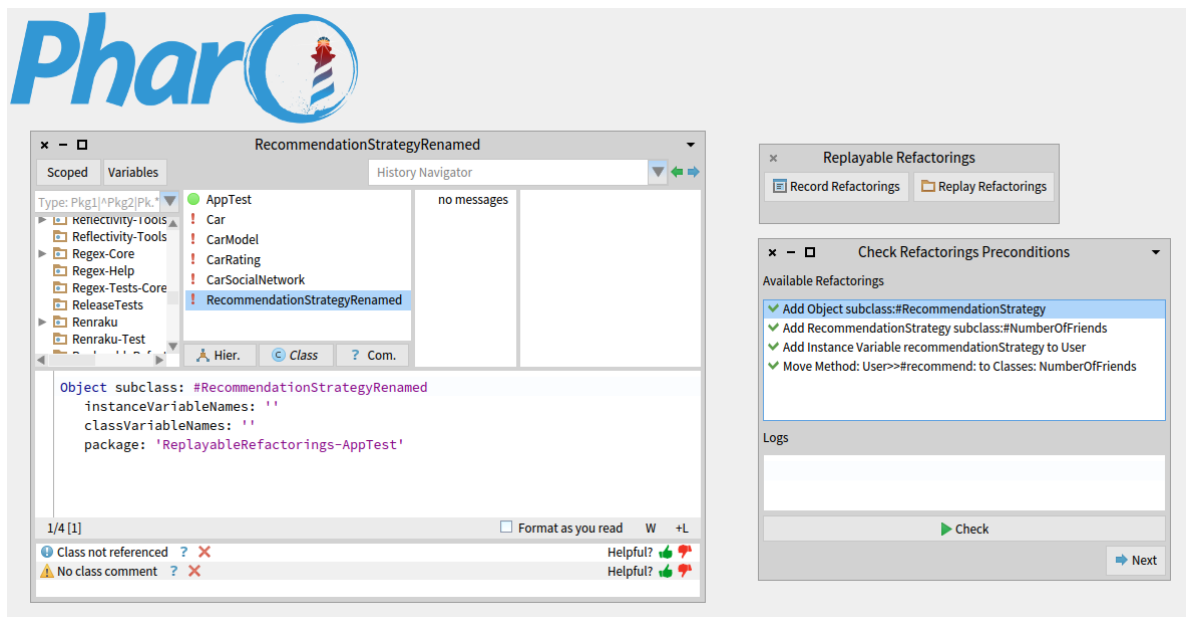 Pharo
RecommendationStrategyRenamed
Scoped Variables
History Navigator
Type: Pkg1|^Pkg2|Pk.*
Reflectivity-Tools
Reflectivity-Tools
Regex-Core
Regex-Help
Regex-Tests-Core
ReleaseTests
Renraku
Renraku-Test
AppTest
Car
CarModel
CarRating
CarSocialNetwork
RecommendationStrategyRenamed
no messages
Hier. Class ? Com.
Object subclass: #RecommendationStrategyRenamed
instanceVariableNames: ''
classVariableNames: ''
package: 'ReplayableRefactorings-AppTest'
1/4 [1]
Format as you read W +L
Class not referenced ? Helpful?
No class comment ? Helpful?
Replayable Refactorings
Record Refactorings Replay Refactorings
Check Refactorings Preconditions
Available Refactorings
Add Object subclass:#RecommendationStrategy
Add RecommendationStrategy subclass:#NumberOfFriends
Add Instance Variable recommendationStrategy to User
Move Method: User>>#recommend: to Classes: NumberOfFriends
Logs
Check
Next